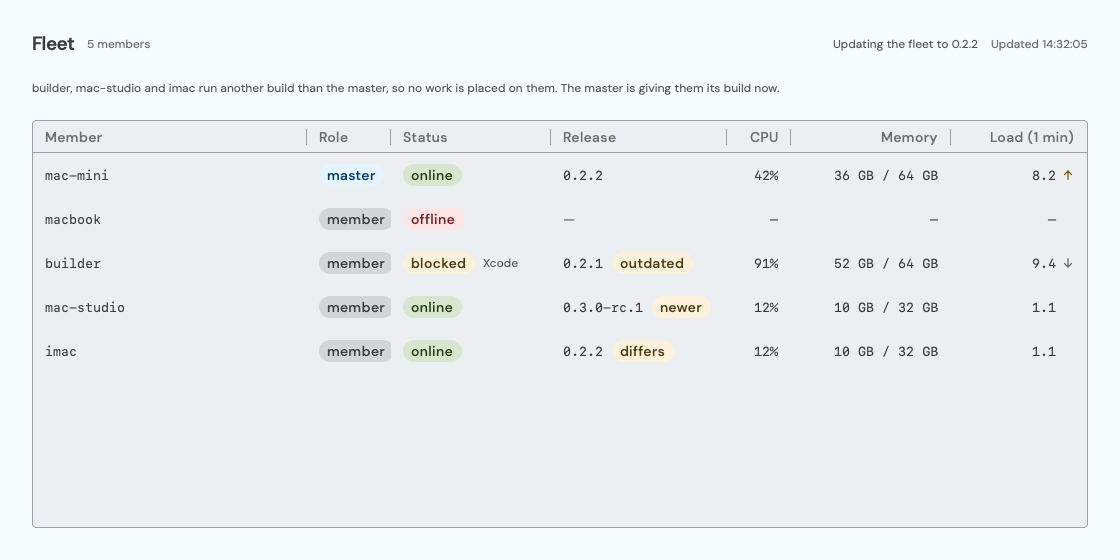 Fleet 5 members Updating the fleet to 0.2.2 Updated 14:32:05
builder, mac-studio and imac run another build than the master, so no work is placed on them. The master is giving them its build now.
Member Role Status Release CPU Memory Load (1 min)
mac-mini master online 0.2.2 42% 36 GB / 64 GB 8.2 ↑
macbook member offline — — — —
builder member blocked Xcode 0.2.1 outdated 91% 52 GB / 64 GB 9.4 ↓
mac-studio member online 0.3.0-rc.1 newer 12% 10 GB / 32 GB 1.1
imac member online 0.2.2 differs 12% 10 GB / 32 GB 1.1